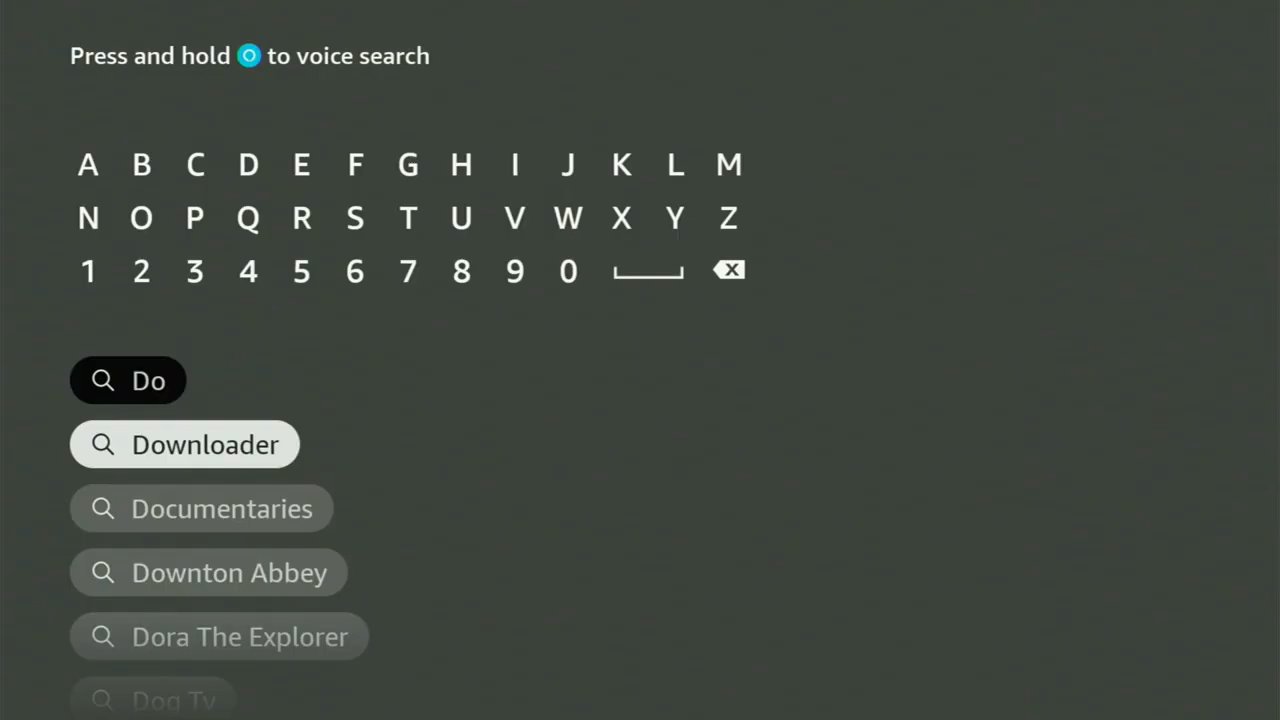 Press and hold to voice search
A B C D E F G H I J K L M
N O P Q R S T U V W X Y Z
1 2 3 4 5 6 7 8 9 0
Do
Downloader
Documentaries
Downton Abbey
Dora The Explorer
Dog Tv